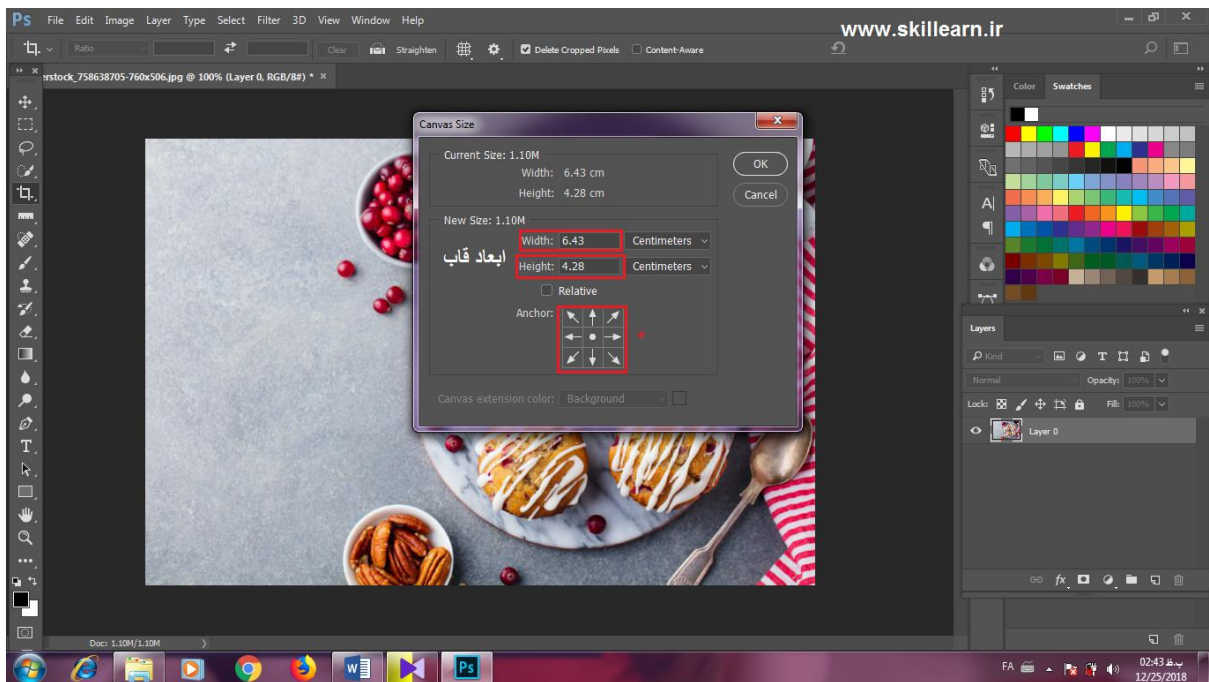 Ps File Edit Image Layer Type Select Filter 3D View Window Help
www.skillearn.ir
Ratio Clear Straighten Delete Cropped Pixels Content-Aware
erstock_758638705-760x506.jpg @ 100% (Layer 0, RGB/8#) * ×
Color Swatches
Canvas Size
Current Size: 1.10M
Width: 6.43 cm
Height: 4.28 cm
OK
Cancel
New Size: 1.10M
Width: 6.43 Centimeters
ابعاد قاب
Height: 4.28 Centimeters
Relative
Anchor:
Canvas extension color: Background
Layers
Kind
Normal Opacity: 100%
Lock: Fill: 100%
Layer 0
fx
Doc: 1.10M/1.10M
FA
02:43 ب.ظ
12/25/2018